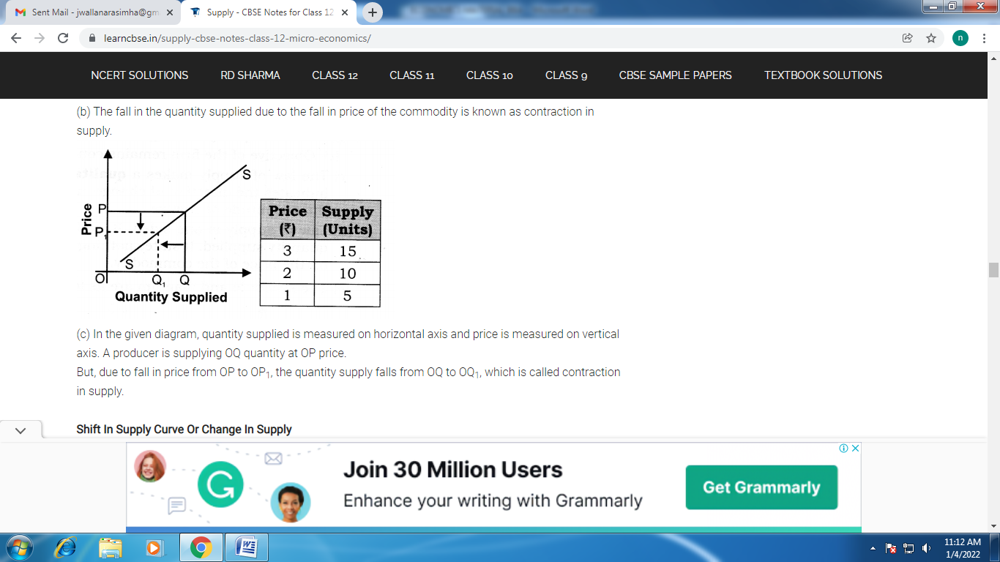 Sent Mail - jwallanarasimha@gm
Supply - CBSE Notes for Class 12
learncbse.in/supply-cbse-notes-class-12-micro-economics/
n
NCERT SOLUTIONS RD SHARMA CLASS 12 CLASS 11 CLASS 10 CLASS 9 CBSE SAMPLE PAPERS TEXTBOOK SOLUTIONS
(b) The fall in the quantity supplied due to the fall in price of the commodity is known as contraction in
supply.
S
Price
P
P₁
S
O
Q₁ Q
Quantity Supplied
Price (₹) Supply (Units)
3 15
2 10
1 5
(c) In the given diagram, quantity supplied is measured on horizontal axis and price is measured on vertical
axis. A producer is supplying OQ quantity at OP price.
But, due to fall in price from OP to OP₁, the quantity supply falls from OQ to OQ₁, which is called contraction
in supply.
Shift In Supply Curve Or Change In Supply
G
Join 30 Million Users
Enhance your writing with Grammarly
Get Grammarly
W
11:12 AM
1/4/2022